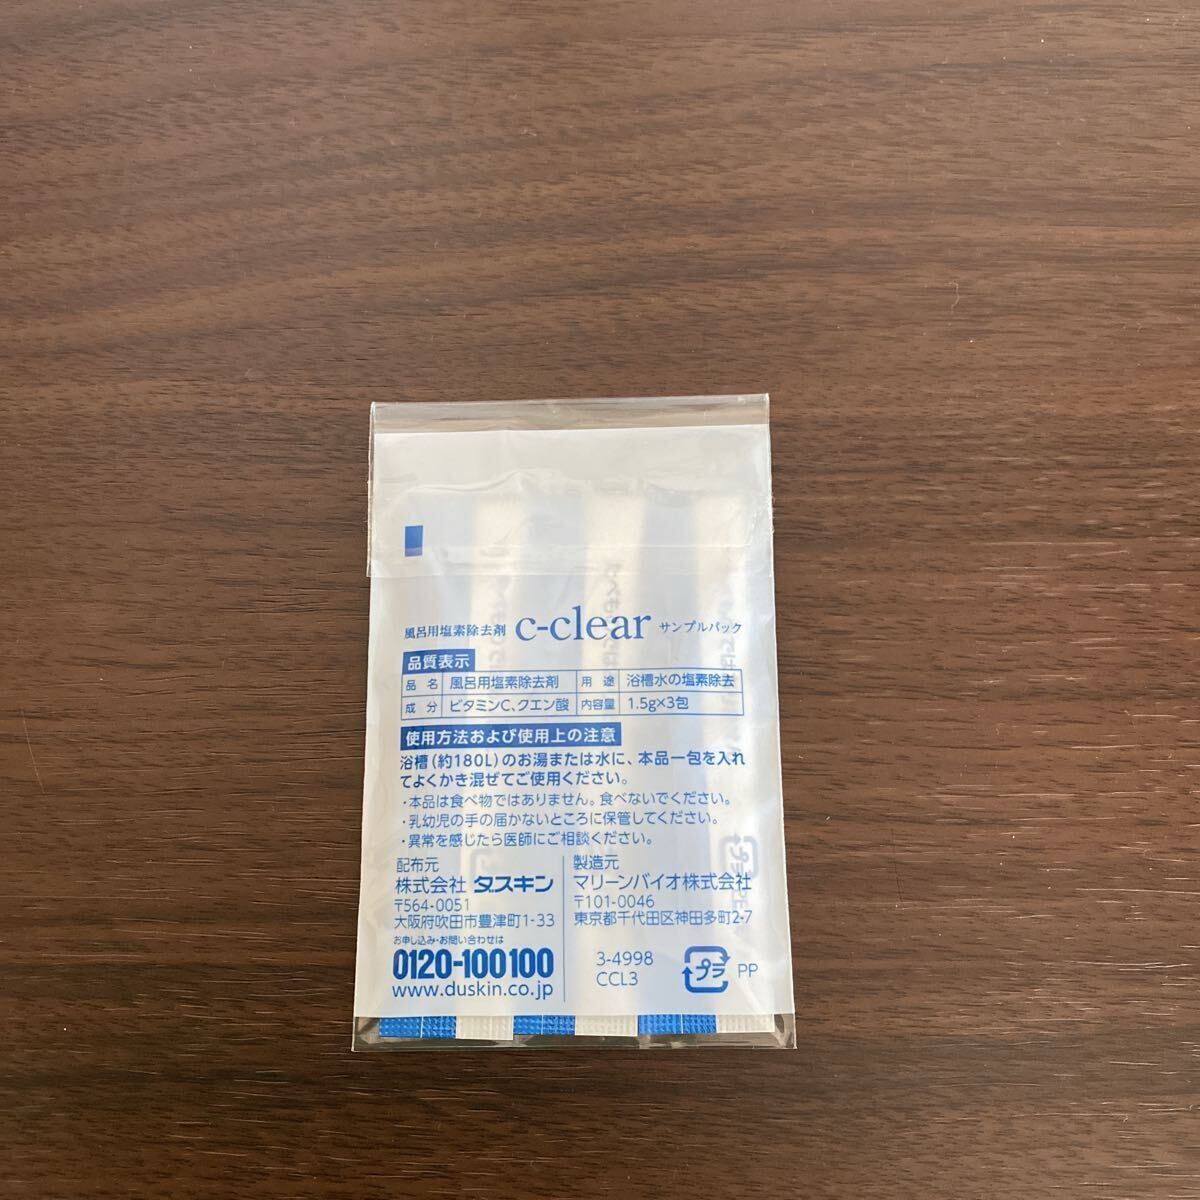 風呂用塩素除去剤 c-clear サンプルパック
品質表示
品名 風呂用塩素除去剤 用途 浴槽水の塩素除去
成分 ビタミンC、クエン酸 内容量 1.5g×3包
使用方法および使用上の注意
浴槽(約180L)のお湯または水に、本品一包を入れ
てよくかき混ぜてご使用ください。
・本品は食べ物ではありません。食べないでください。
・乳幼児の手の届かないところに保管してください。
・異常を感じたら医師にご相談ください。
配布元
株式会社 ダスキン
〒564-0051
大阪府吹田市豊津町1-33
お申し込み・お問い合わせは
0120-100100
www.duskin.co.jp
製造元
マリーンバイオ株式会社
〒101-0046
東京都千代田区神田多町2-7
3-4998
CCL3
プラ PP